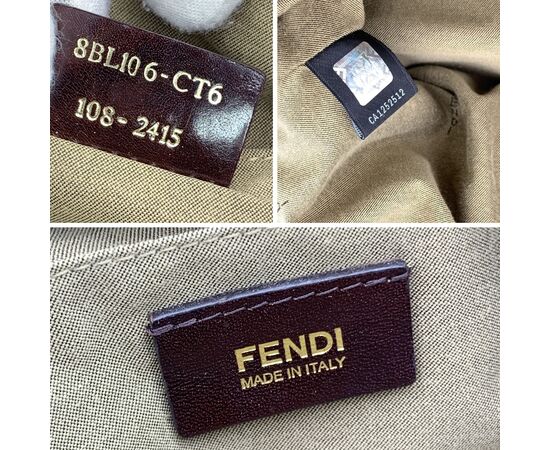 8BL106-CT6
108-2415
CA1252512
FENDI
MADE IN ITALY